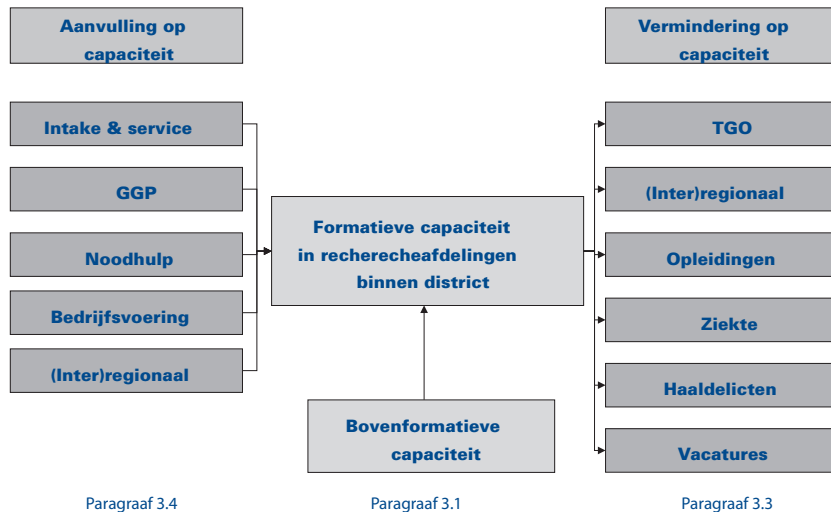 Aanvulling op
capaciteit
Intake & service
GGP
Noodhulp
Bedrijfsvoering
(Inter)regionaal
Formatieve capaciteit
in recherecheafdelingen
binnen district
Bovenformatieve
capaciteit
Vermindering op
capaciteit
TGO
(Inter)regionaal
Opleidingen
Ziekte
Haaldelicten
Vacatures
Paragraaf 3.4
Paragraaf 3.1
Paragraaf 3.3